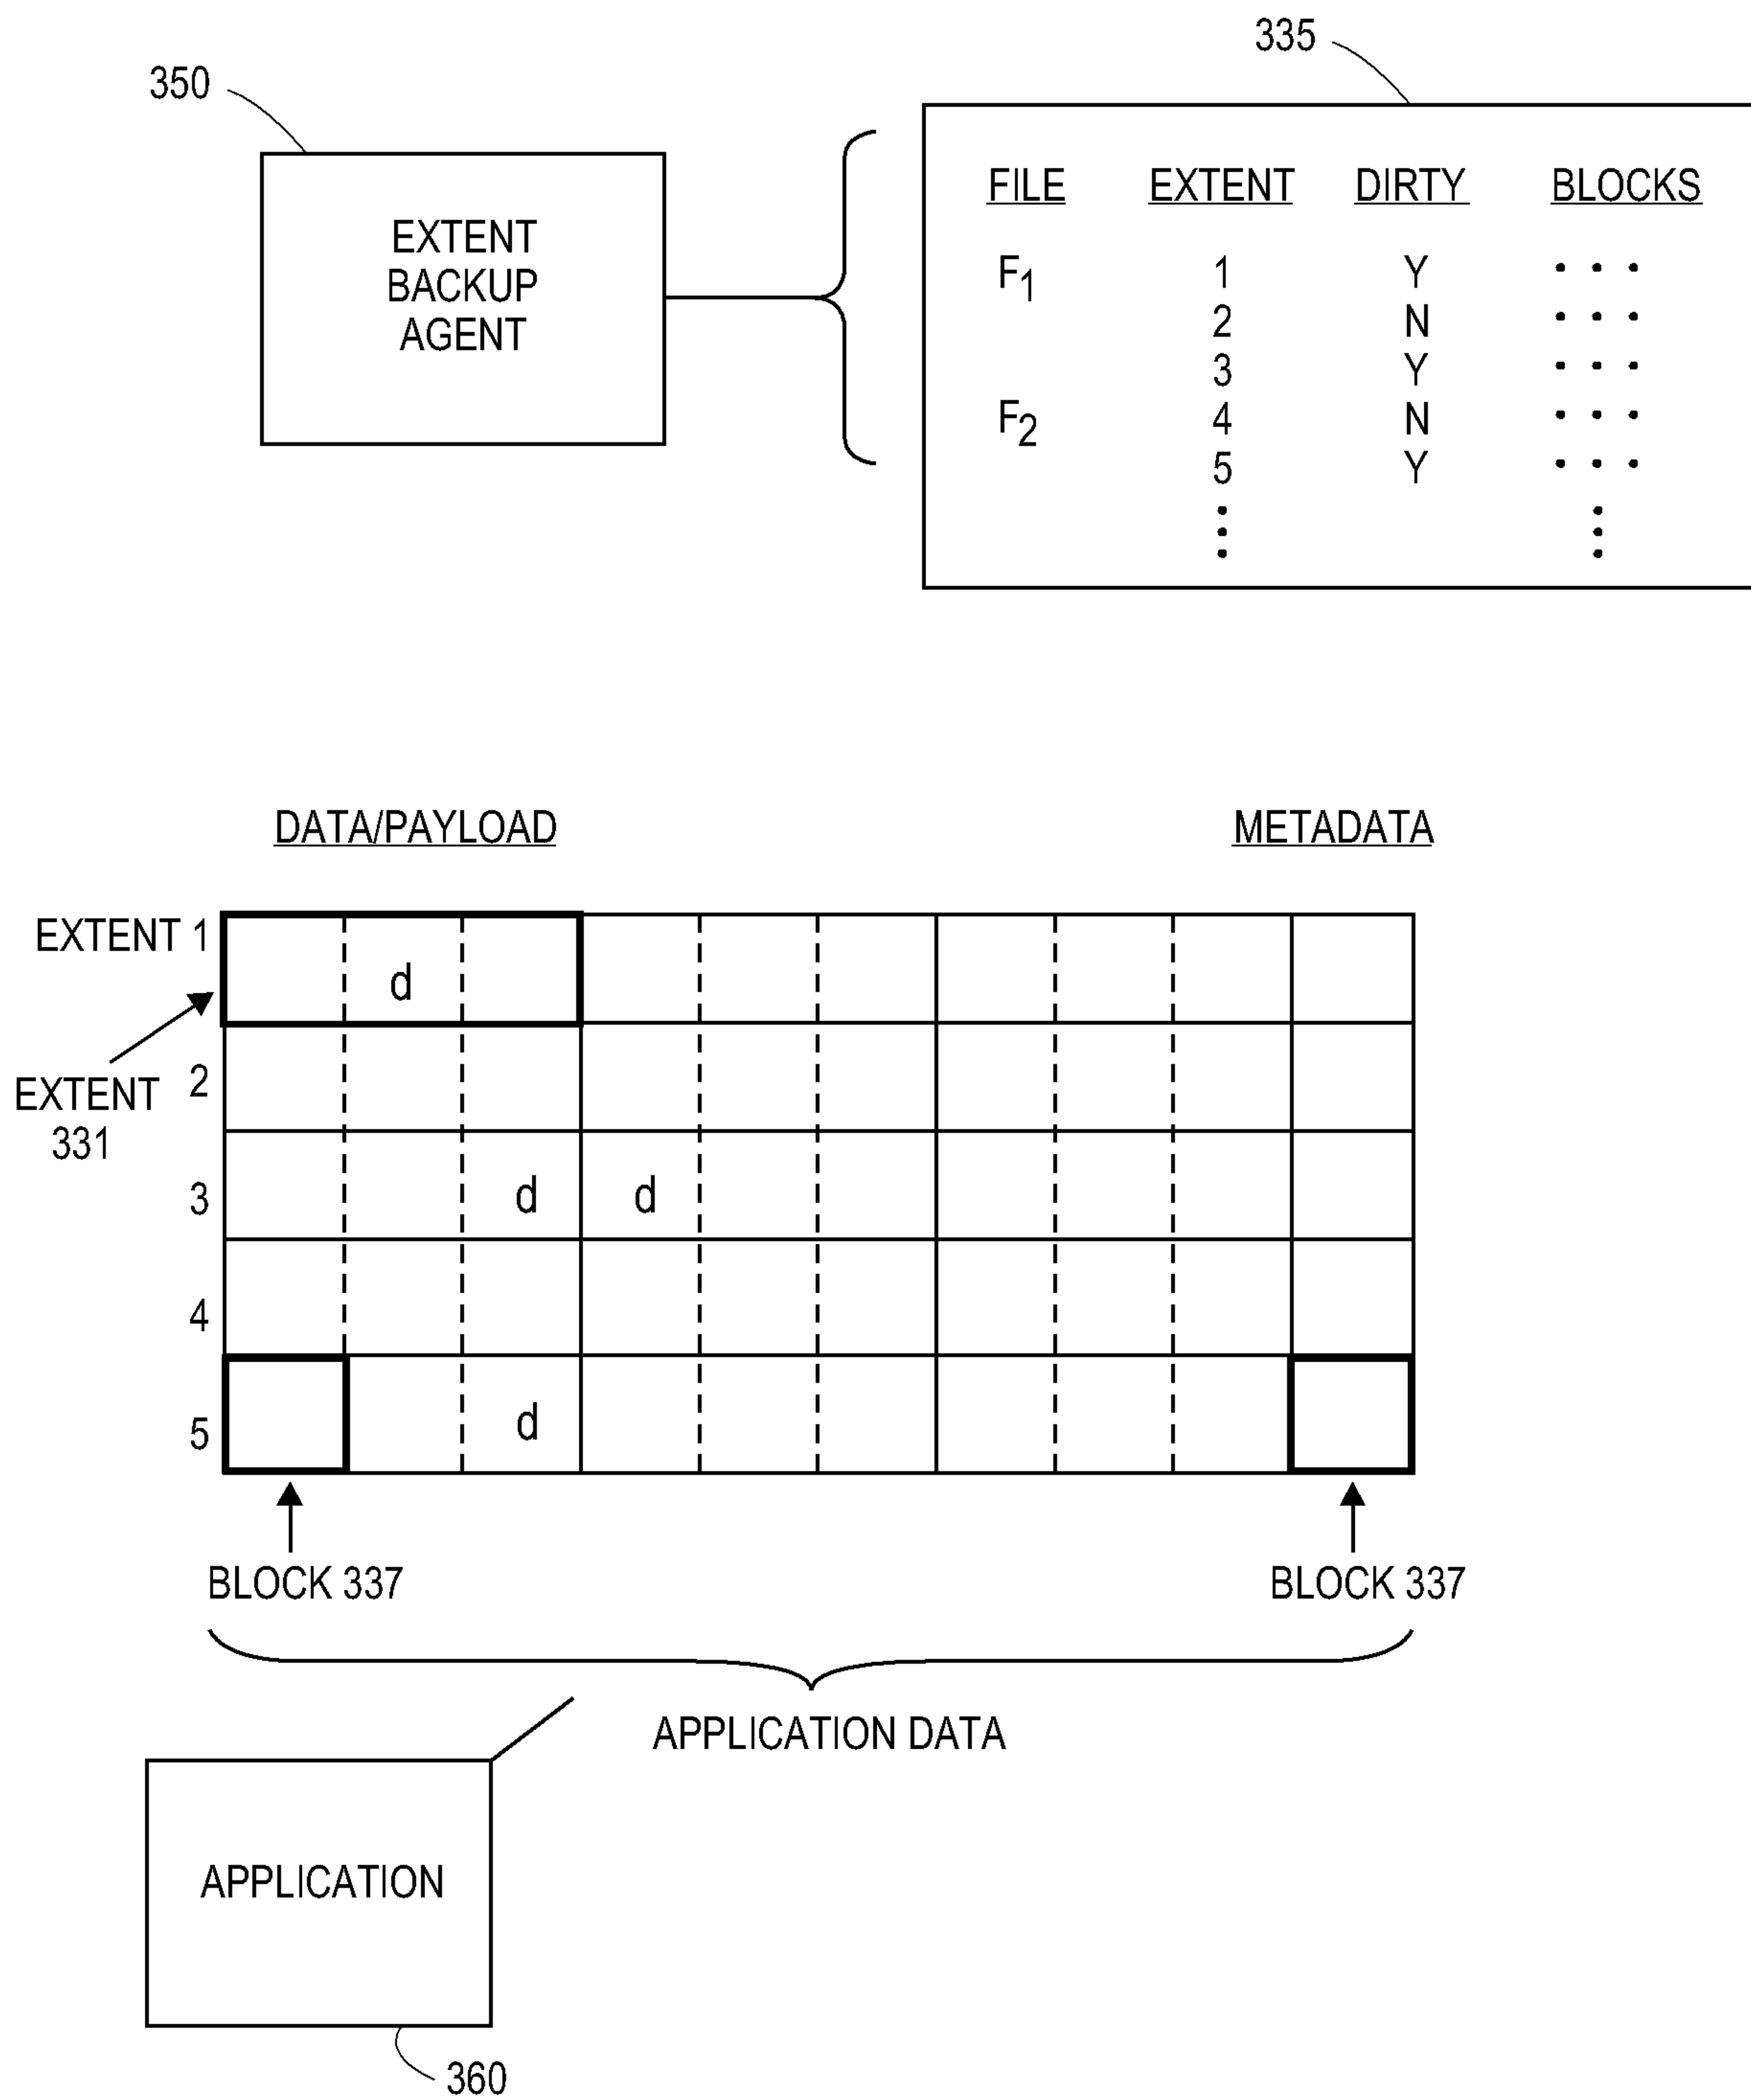 335
350
FILE EXTENT DIRTY BLOCKS
EXTENT
BACKUP
AGENT
F1 1 Y • • •
2 N • • •
3 Y • • •
F2 4 N • • •
5 Y • • •
DATA/PAYLOAD METADATA
EXTENT 1
d
2
EXTENT
331
3 d d
4
5 d
BLOCK 337 BLOCK 337
APPLICATION DATA
APPLICATION
360